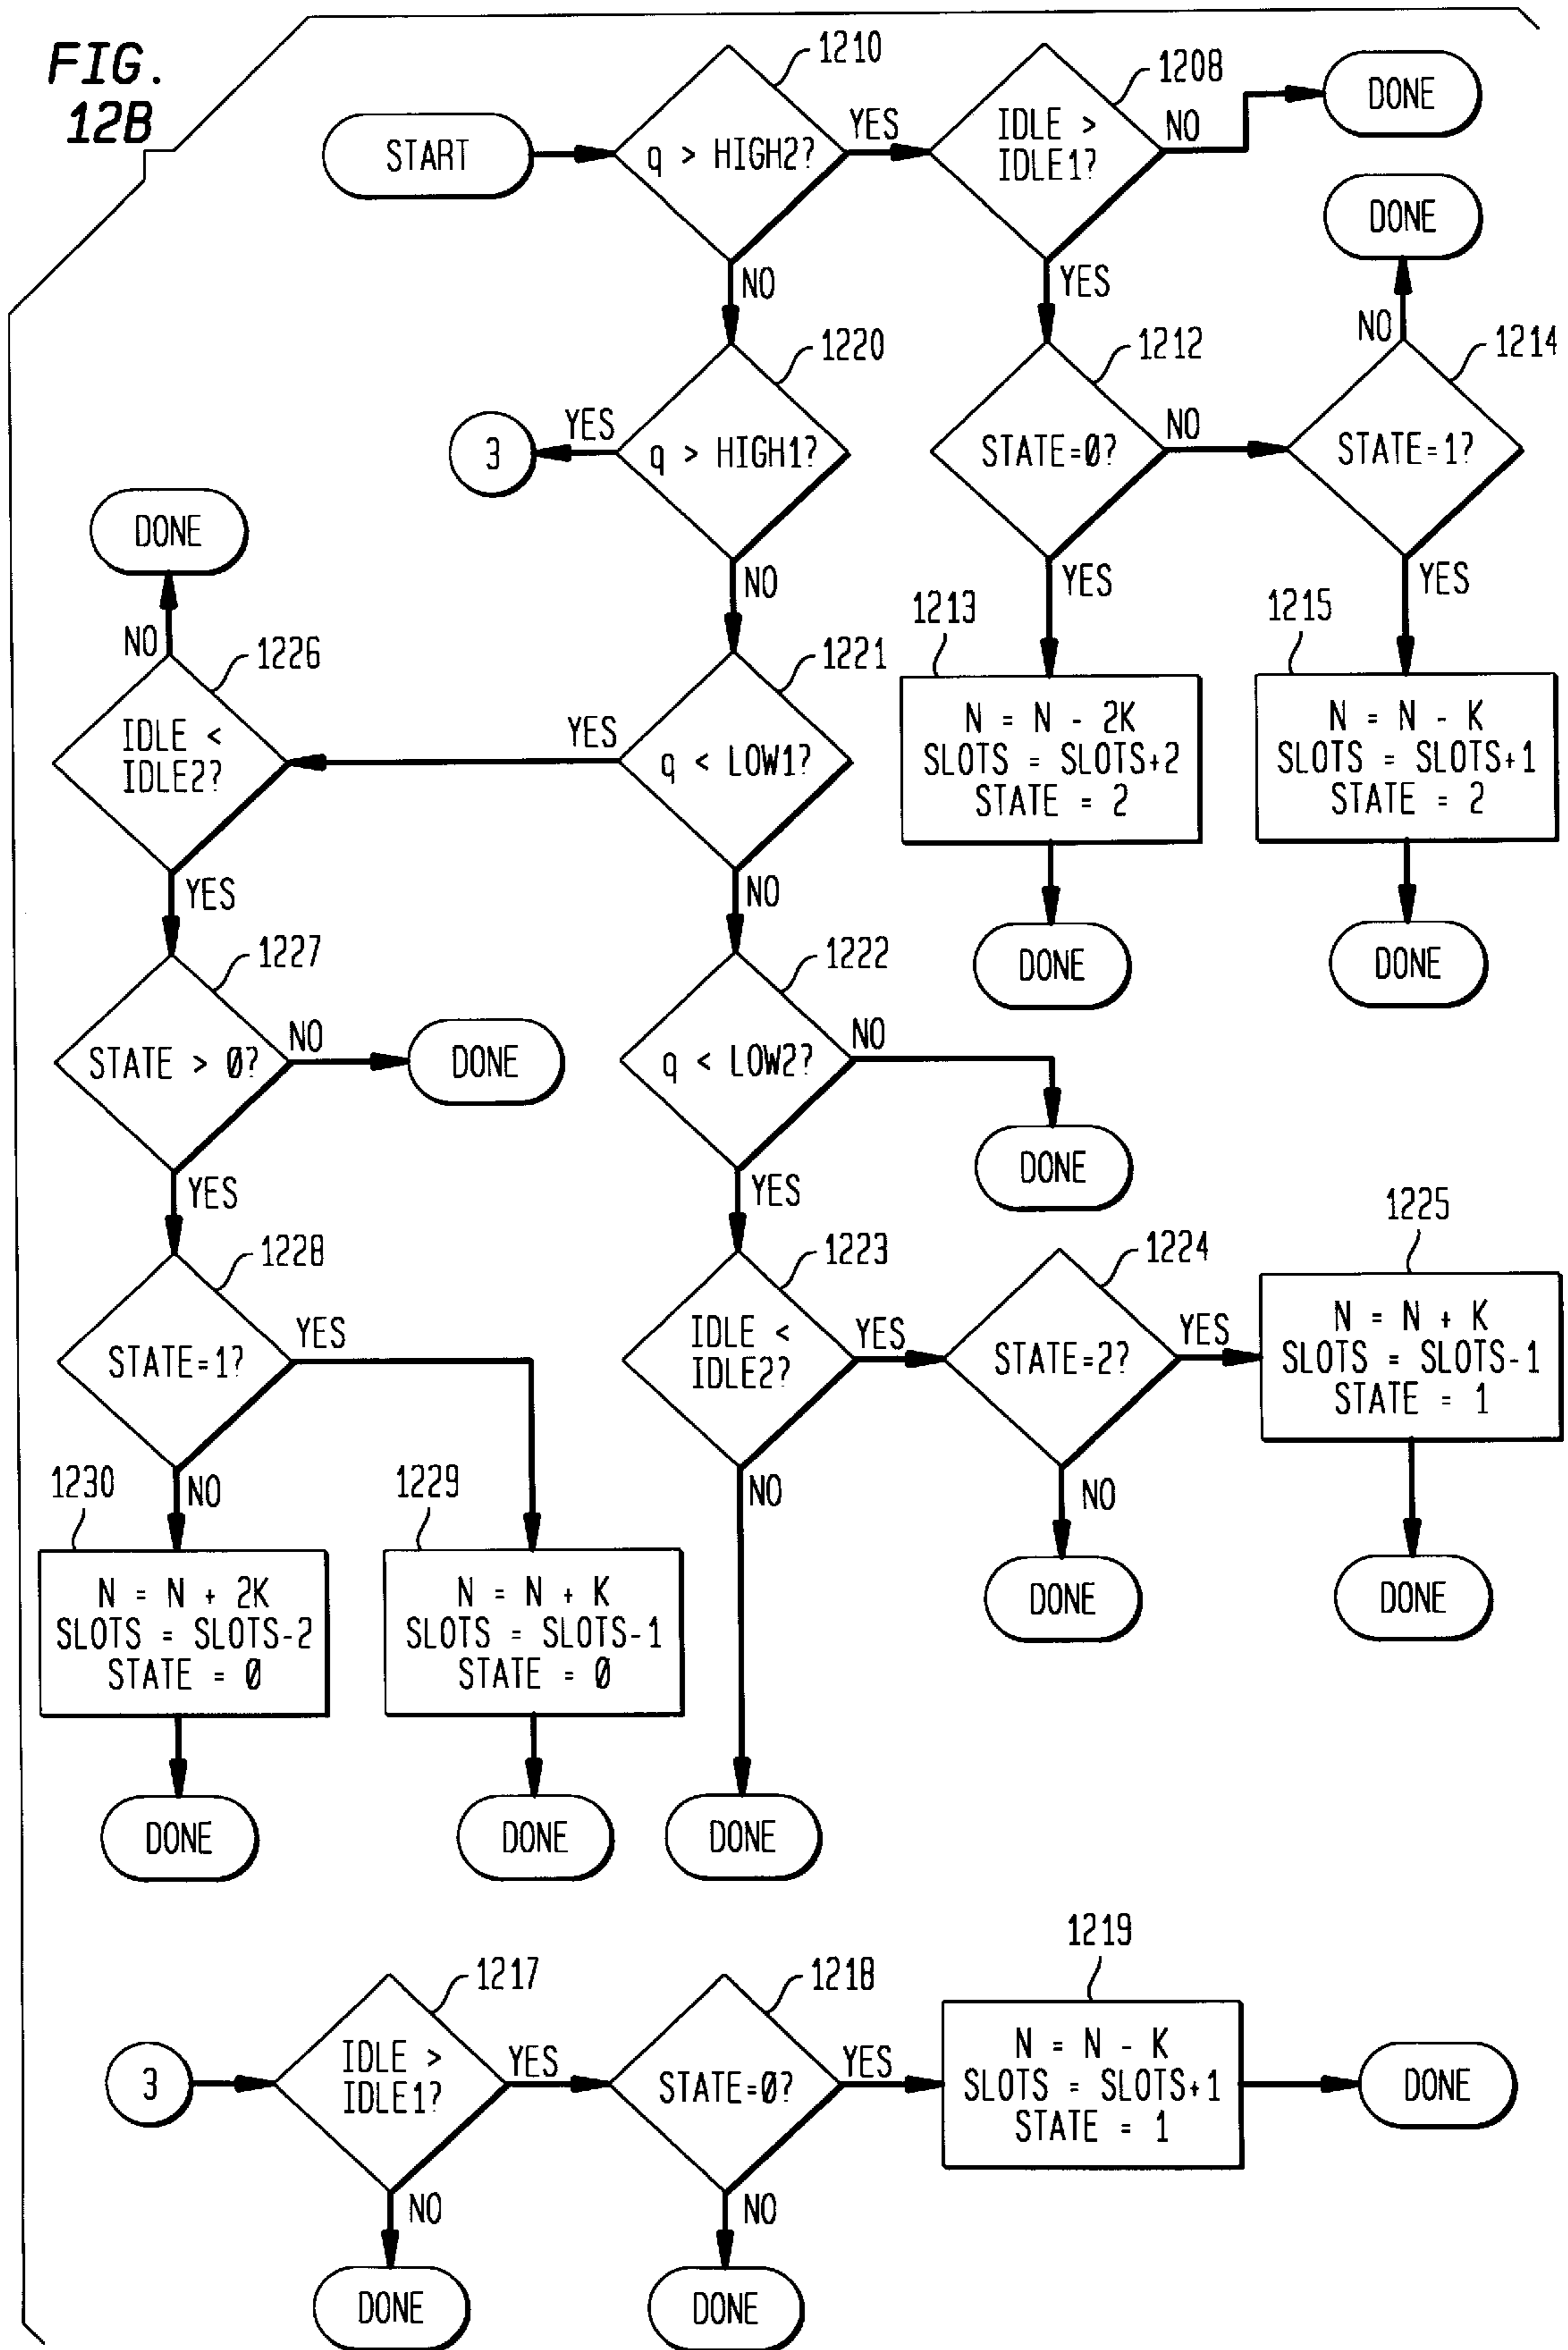 FIG.
12B
1210
1208
START
q > HIGH2?
YES
IDLE >
IDLE1?
NO
DONE
NO
YES
DONE
NO
1220
1212
1214
3
YES
q > HIGH1?
STATE=0?
NO
STATE=1?
DONE
NO
YES
YES
1213
1215
NO
1226
1221
IDLE <
IDLE2?
YES
q < LOW1?
N = N - 2K
SLOTS = SLOTS+2
STATE = 2
N = N - K
SLOTS = SLOTS+1
STATE = 2
YES
NO
DONE
DONE
1227
1222
STATE > 0?
NO
DONE
q < LOW2?
NO
DONE
YES
YES
1228
1223
1224
1225
STATE=1?
YES
IDLE <
IDLE2?
YES
STATE=2?
YES
N = N + K
SLOTS = SLOTS-1
STATE = 1
NO
NO
NO
1230
1229
N = N + 2K
SLOTS = SLOTS-2
STATE = 0
N = N + K
SLOTS = SLOTS-1
STATE = 0
DONE
DONE
DONE
DONE
DONE
1217
1218
1219
3
IDLE >
IDLE1?
YES
STATE=0?
YES
N = N - K
SLOTS = SLOTS+1
STATE = 1
DONE
NO
NO
DONE
DONE